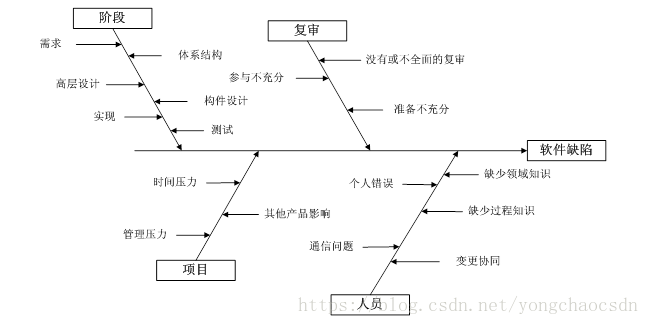 阶段
复审
需求
体系结构
没有或不全面的复审
参与不充分
高层设计
构件设计
准备不充分
实现
测试
软件缺陷
时间压力
个人错误
缺少领域知识
其他产品影响
缺少过程知识
管理压力
通信问题
变更协同
项目
人员
https://blog.csdn.net/yongchaocsdn